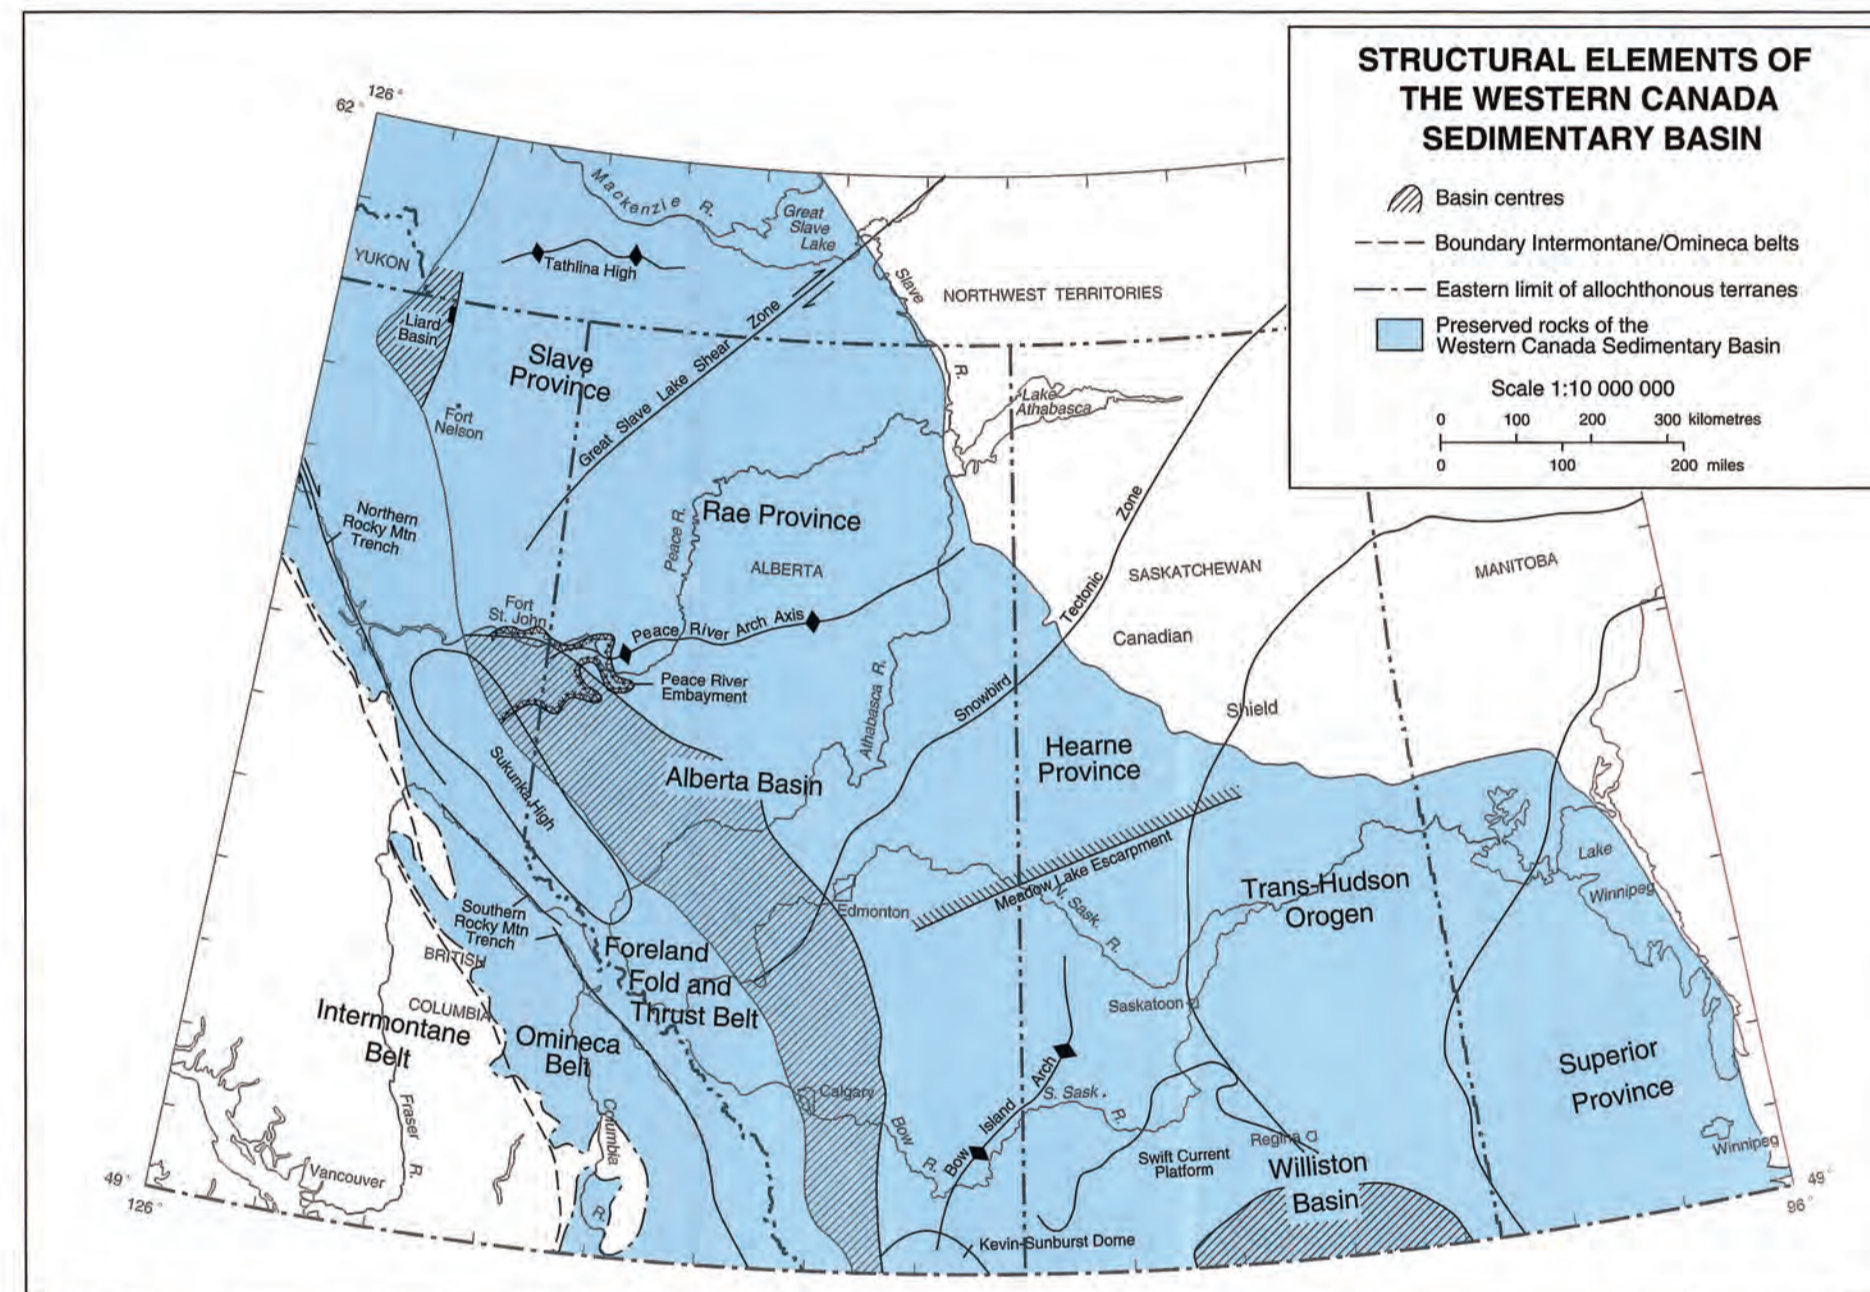 STRUCTURAL ELEMENTS OF
THE WESTERN CANADA
SEDIMENTARY BASIN
Basin centres
Boundary Intermontane/Omineca belts
Eastern limit of allochthonous terranes
Preserved rocks of the
Western Canada Sedimentary Basin
Scale 1:10 000 000
0 100 200 300 kilometres
0 100 200 miles
126°
62°
Mackenzie R.
Great
Slave
Lake
YUKON
Tathlina High
Slave
R.
NORTHWEST TERRITORIES
Liard
Basin
Slave
Province
Great Slave Lake Shear Zone
Lake
Athabasca
Fort
Nelson
Northern
Rocky Mtn
Trench
Peace R.
Rae Province
ALBERTA
Snowbird Tectonic Zone
SASKATCHEWAN
MANITOBA
Fort
St. John
Peace River Arch Axis
Canadian
Shield
Peace River
Embayment
Athabasca R.
Sukunka High
Alberta Basin
Hearne
Province
Meadow Lake Escarpment
Edmonton
N. Sask. R.
Trans-Hudson
Orogen
Lake
Winnipeg
Southern
Rocky Mtn
Trench
BRITISH
COLUMBIA
Foreland
Fold and
Thrust Belt
Saskatoon
Intermontane
Belt
Omineca
Belt
Superior
Province
Calgary
Bow R.
Bow Island Arch
S. Sask. R.
Fraser R.
Columbia
R.
Vancouver
Swift Current
Platform
Regina
Williston
Basin
Winnipeg
Kevin-Sunburst Dome
49°
126°
49°
96°